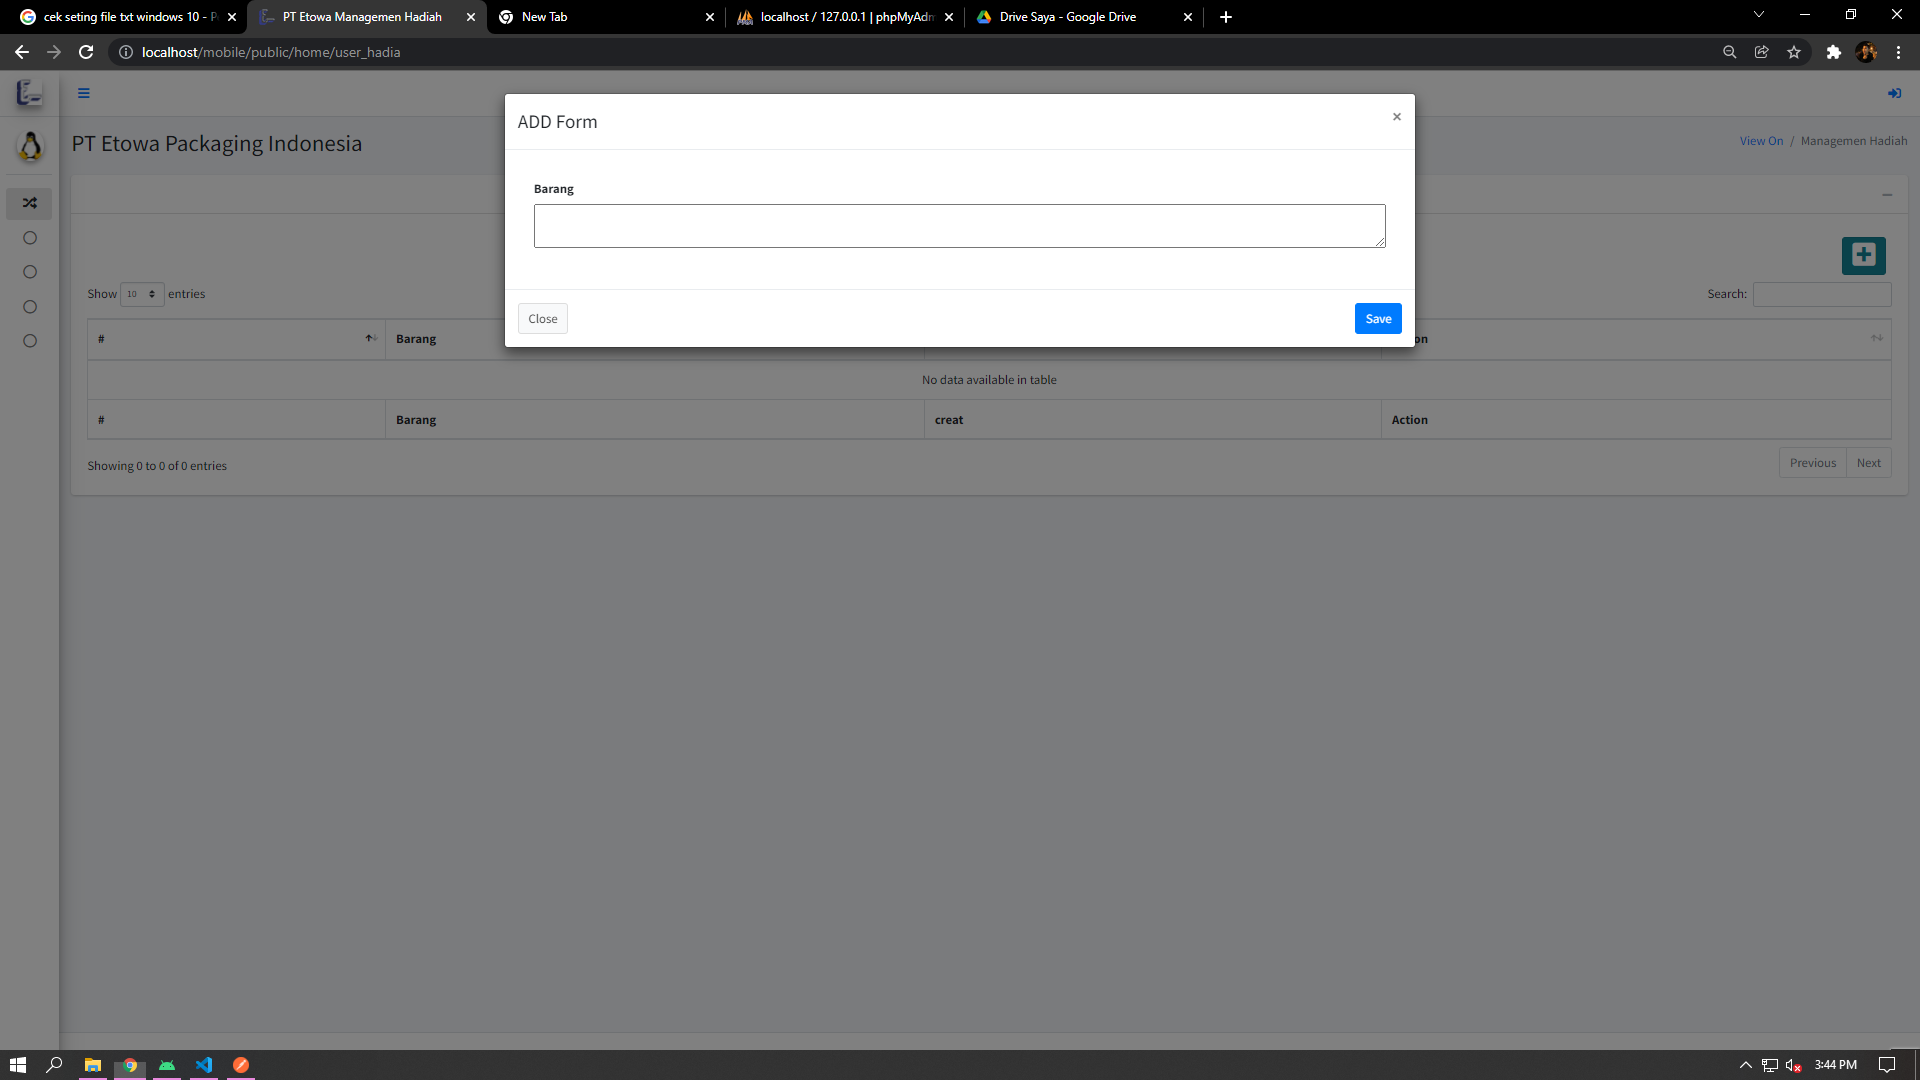 cek seting file txt windows 10 -
PT Etowa Managemen Hadiah
New Tab
localhost / 127.0.0.1 | phpMyAdm
Drive Saya - Google Drive
localhost/mobile/public/home/user_hadia
PT Etowa Packaging Indonesia
View On / Managemen Hadiah
ADD Form
×
Barang
Close
Save
Show 10 entries
Search:
# Barang
No data available in table
# Barang creat Action
Showing 0 to 0 of 0 entries
Previous Next
3:44 PM